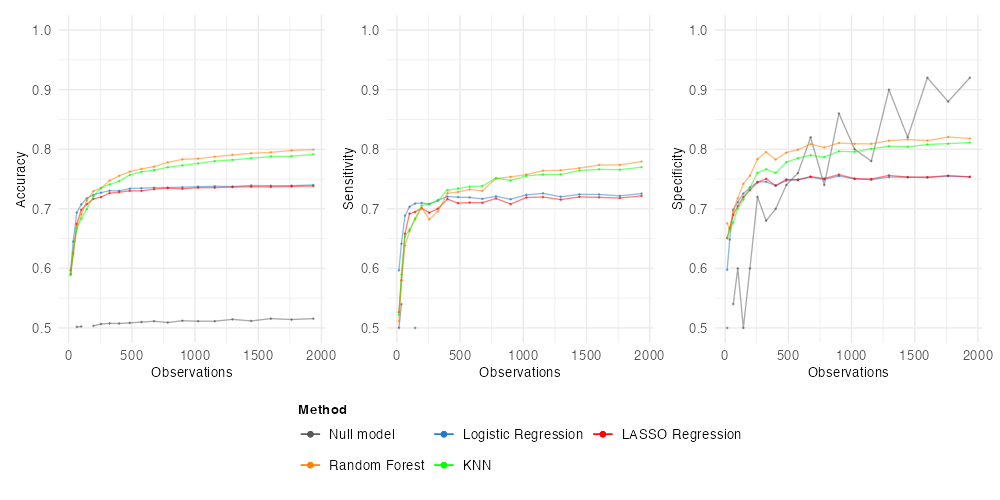 Accuracy
1.0
0.9
0.8
0.7
0.6
0.5
0 500 1000 1500 2000
Observations
Sensitivity
1.0
0.9
0.8
0.7
0.6
0.5
0 500 1000 1500 2000
Observations
Specificity
1.0
0.9
0.8
0.7
0.6
0.5
0 500 1000 1500 2000
Observations
Method
Null model Logistic Regression LASSO Regression
Random Forest KNN